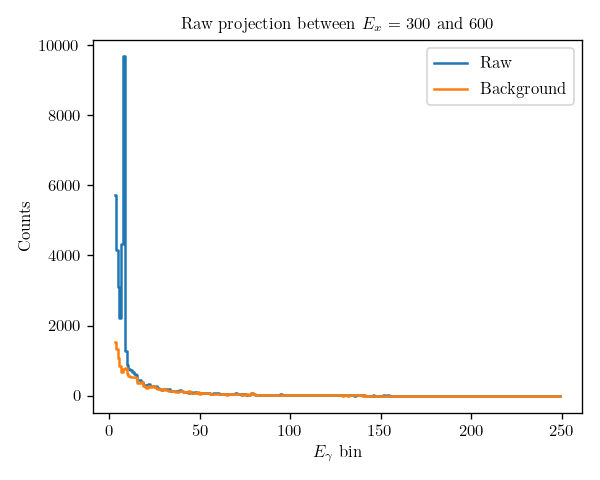 Raw projection between $E_x$ = 300 and 600
10000
8000
6000
4000
2000
0
Counts
Raw
Background
0 50 100 150 200 250
$E_\gamma$ bin